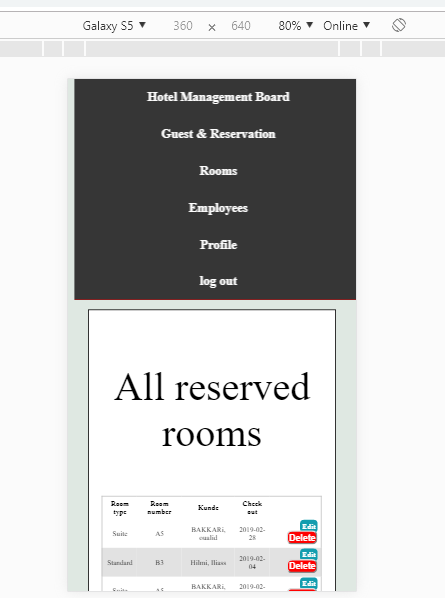 Galaxy S5 ▼ 360 × 640 80% ▼ Online ▼
Hotel Management Board
Guest & Reservation
Rooms
Employees
Profile
log out
All reserved
rooms
Room type Room number Kunde Check out
Suite A5 BAKKARi, oualid 2019-02-28 Edit Delete
Standard B3 Hilmi, Iliass 2019-02-04 Edit Delete
Suite A5 BAKKARi, 2019-02- Edit